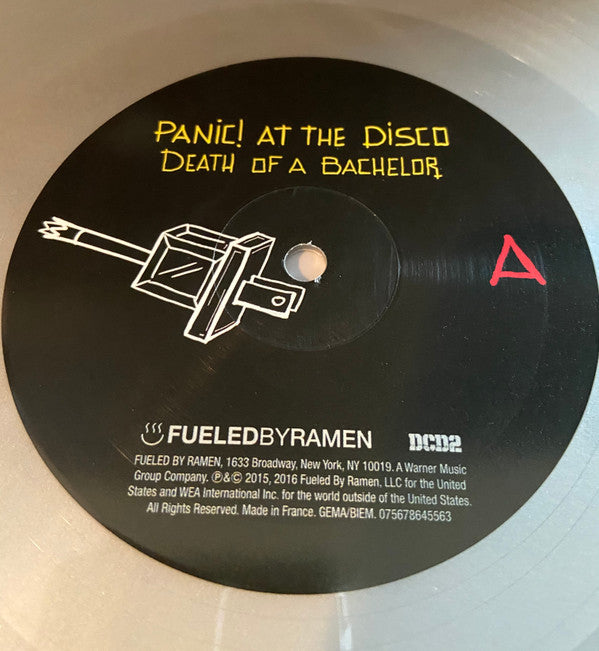 PANIC! AT THE DISCO
DEATH OF A BACHELOR
A
FUELEDBYRAMEN DCD2
FUELED BY RAMEN, 1633 Broadway, New York, NY 10019. A Warner Music
Group Company. ℗&© 2015, 2016 Fueled By Ramen, LLC for the United
States and WEA International Inc. for the world outside of the United States.
All Rights Reserved. Made in France. GEMA/BIEM. 075678645563